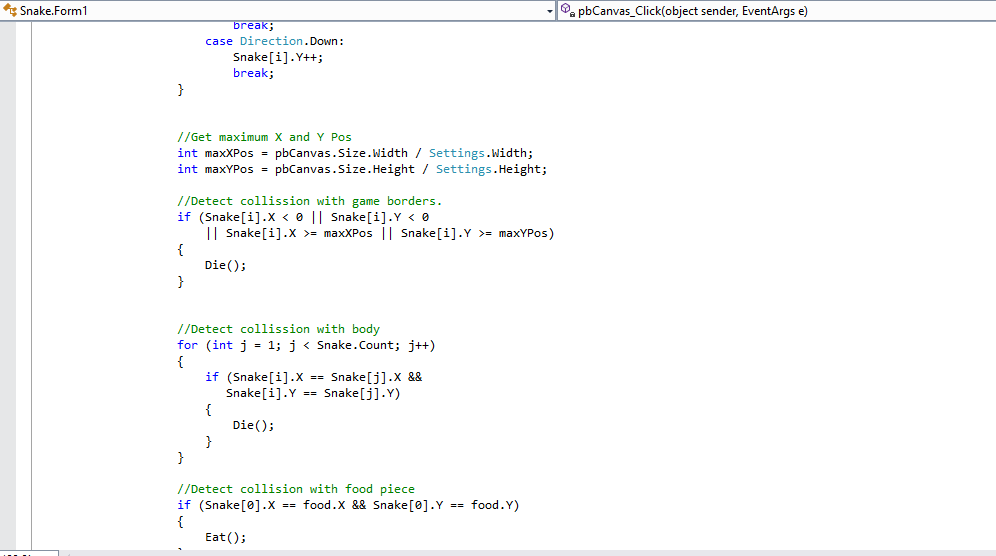 Snake.Form1 pbCanvas_Click(object sender, EventArgs e)
break;
case Direction.Down:
Snake[i].Y++;
break;
}
//Get maximum X and Y Pos
int maxXPos = pbCanvas.Size.Width / Settings.Width;
int maxYPos = pbCanvas.Size.Height / Settings.Height;
//Detect collission with game borders.
if (Snake[i].X < 0 || Snake[i].Y < 0
|| Snake[i].X >= maxXPos || Snake[i].Y >= maxYPos)
{
Die();
}
//Detect collission with body
for (int j = 1; j < Snake.Count; j++)
{
if (Snake[i].X == Snake[j].X &&
Snake[i].Y == Snake[j].Y)
{
Die();
}
}
//Detect collision with food piece
if (Snake[0].X == food.X && Snake[0].Y == food.Y)
{
Eat();